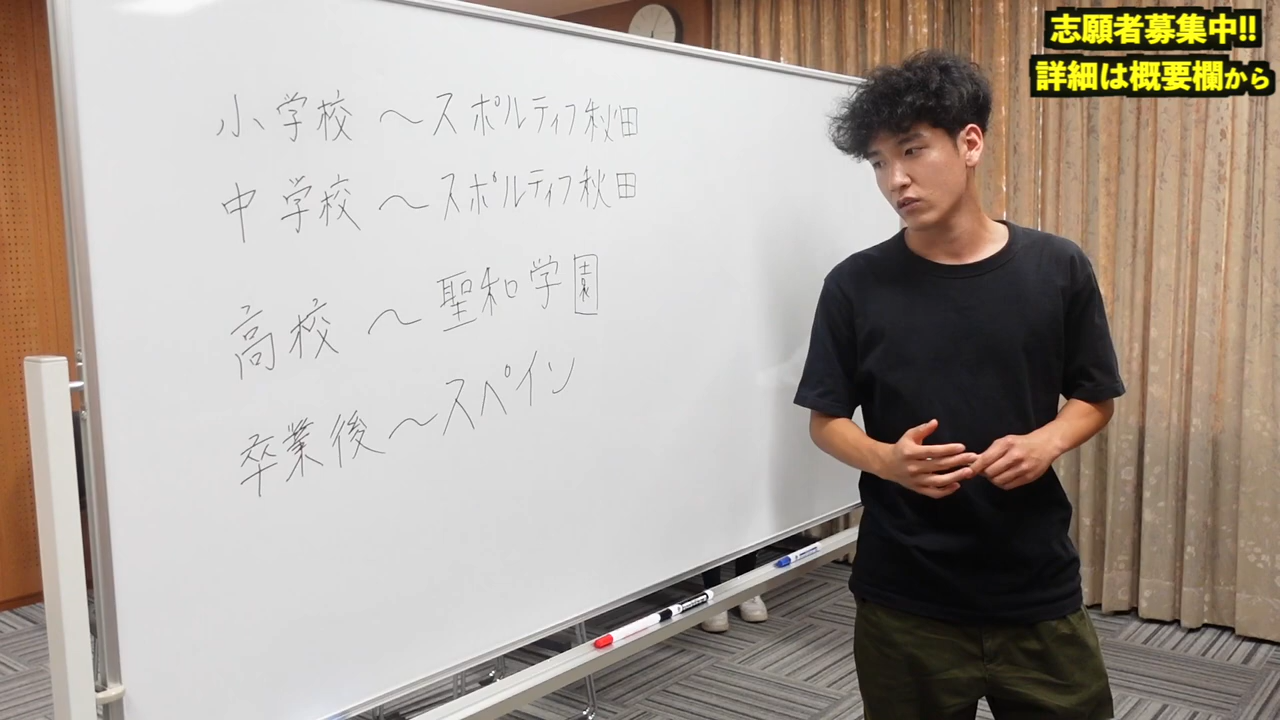 志願者募集中!!
詳細は概要欄から
小学校～スポルティフ秋田
中学校～スポルティフ秋田
高校～聖和学園
卒業後～スペイン